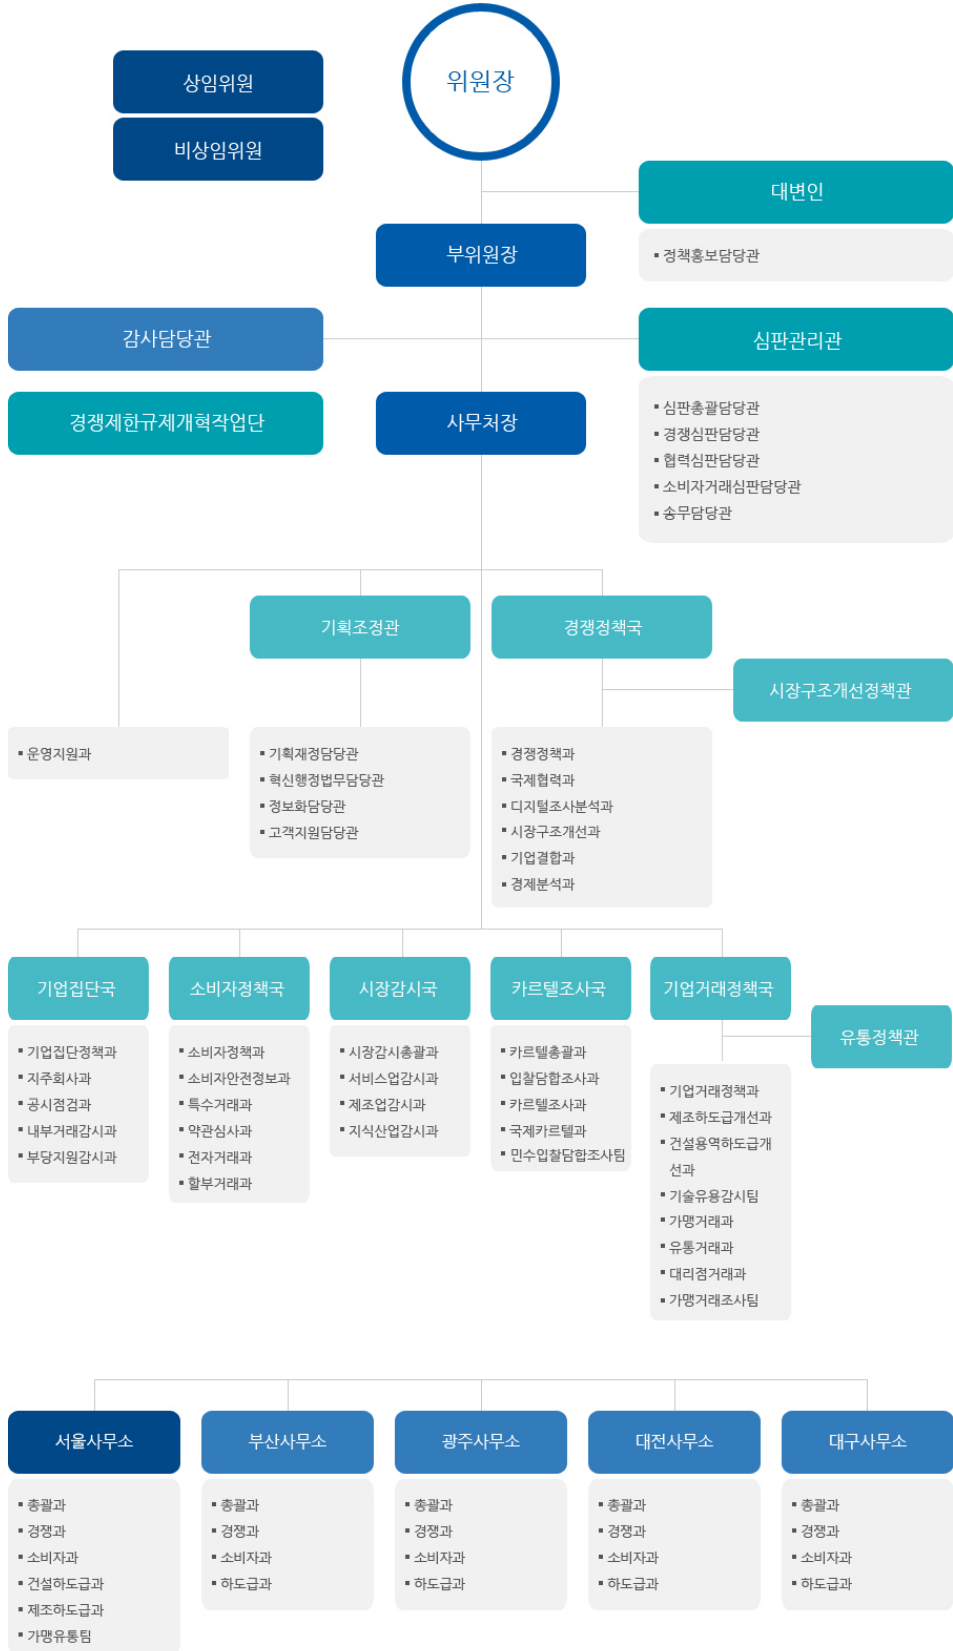 위원장
상임위원
비상임위원
대변인
▪ 정책홍보담당관
부위원장
감사담당관
심판관리관
▪ 심판총괄담당관
▪ 경쟁심판담당관
▪ 협력심판담당관
▪ 소비자거래심판담당관
▪ 송무담당관
경쟁제한규제개혁작업단
사무처장
기획조정관
경쟁정책국
시장구조개선정책관
▪ 운영지원과
▪ 기획재정담당관
▪ 혁신행정법무담당관
▪ 정보화담당관
▪ 고객지원담당관
▪ 경쟁정책과
▪ 국제협력과
▪ 디지털조사분석과
▪ 시장구조개선과
▪ 기업결합과
▪ 경제분석과
기업집단국
▪ 기업집단정책과
▪ 지주회사과
▪ 공시점검과
▪ 내부거래감시과
▪ 부당지원감시과
소비자정책국
▪ 소비자정책과
▪ 소비자안전정보과
▪ 특수거래과
▪ 약관심사과
▪ 전자거래과
▪ 할부거래과
시장감시국
▪ 시장감시총괄과
▪ 서비스업감시과
▪ 제조업감시과
▪ 지식산업감시과
카르텔조사국
▪ 카르텔총괄과
▪ 입찰담합조사과
▪ 카르텔조사과
▪ 국제카르텔과
▪ 민수입찰담합조사팀
기업거래정책국
유통정책관
▪ 기업거래정책과
▪ 제조하도급개선과
▪ 건설용역하도급개
선과
▪ 기술유용감시팀
▪ 가맹거래과
▪ 유통거래과
▪ 대리점거래과
▪ 가맹거래조사팀
서울사무소
▪ 총괄과
▪ 경쟁과
▪ 소비자과
▪ 건설하도급과
▪ 제조하도급과
▪ 가맹유통팀
부산사무소
▪ 총괄과
▪ 경쟁과
▪ 소비자과
▪ 하도급과
광주사무소
▪ 총괄과
▪ 경쟁과
▪ 소비자과
▪ 하도급과
대전사무소
▪ 총괄과
▪ 경쟁과
▪ 소비자과
▪ 하도급과
대구사무소
▪ 총괄과
▪ 경쟁과
▪ 소비자과
▪ 하도급과